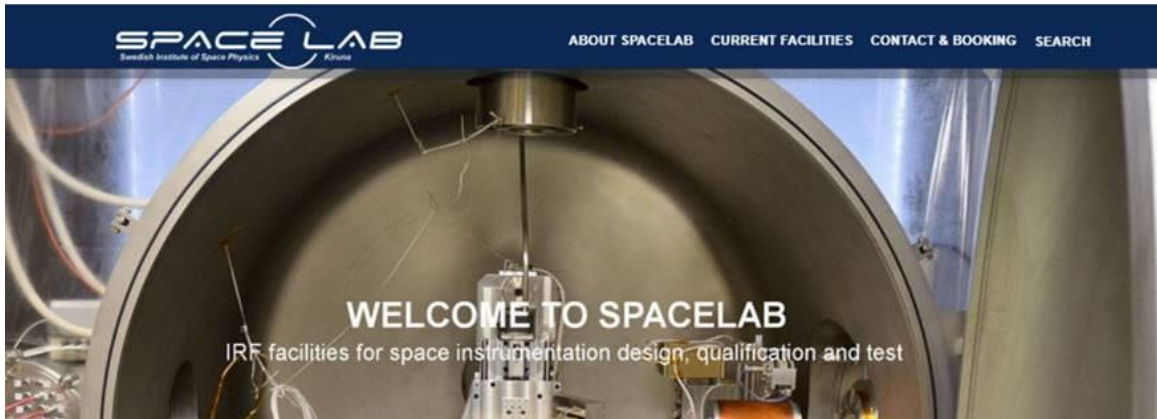 SPACE LAB
Swedish Institute of Space Physics Kiruna
ABOUT SPACELAB CURRENT FACILITIES CONTACT & BOOKING SEARCH
WELCOME TO SPACELAB
IRF facilities for space instrumentation design, qualification and test